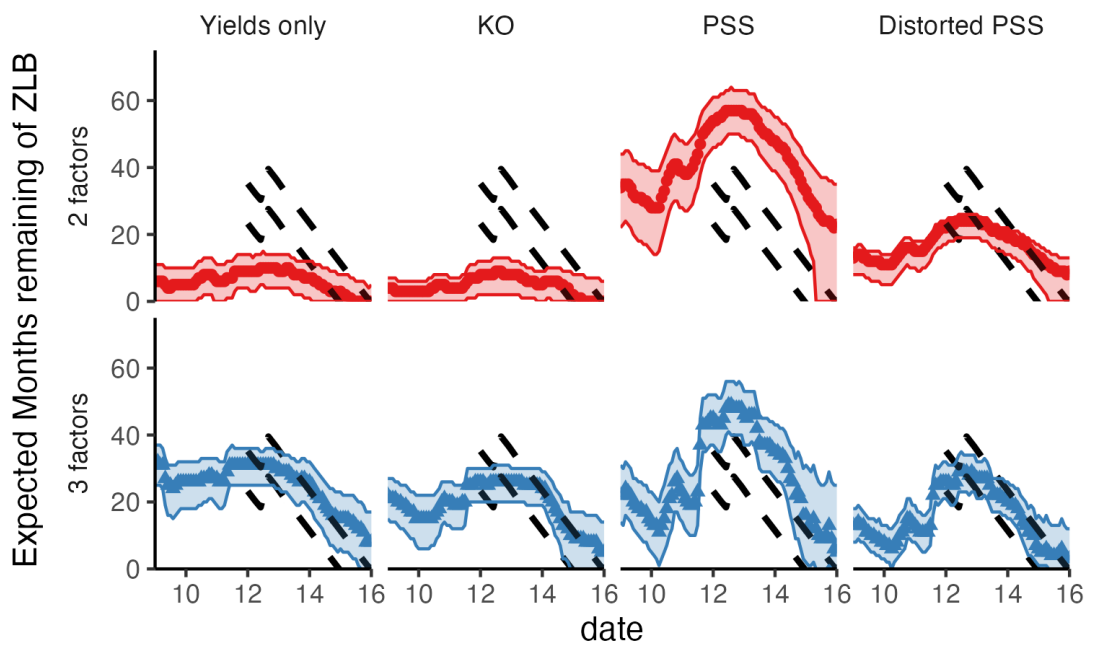 Yields only
KO
PSS
Distorted PSS
Expected Months remaining of ZLB
2 factors
60
40
20
0
3 factors
60
40
20
0
10 12 14 16
10 12 14 16
10 12 14 16
10 12 14 16
date